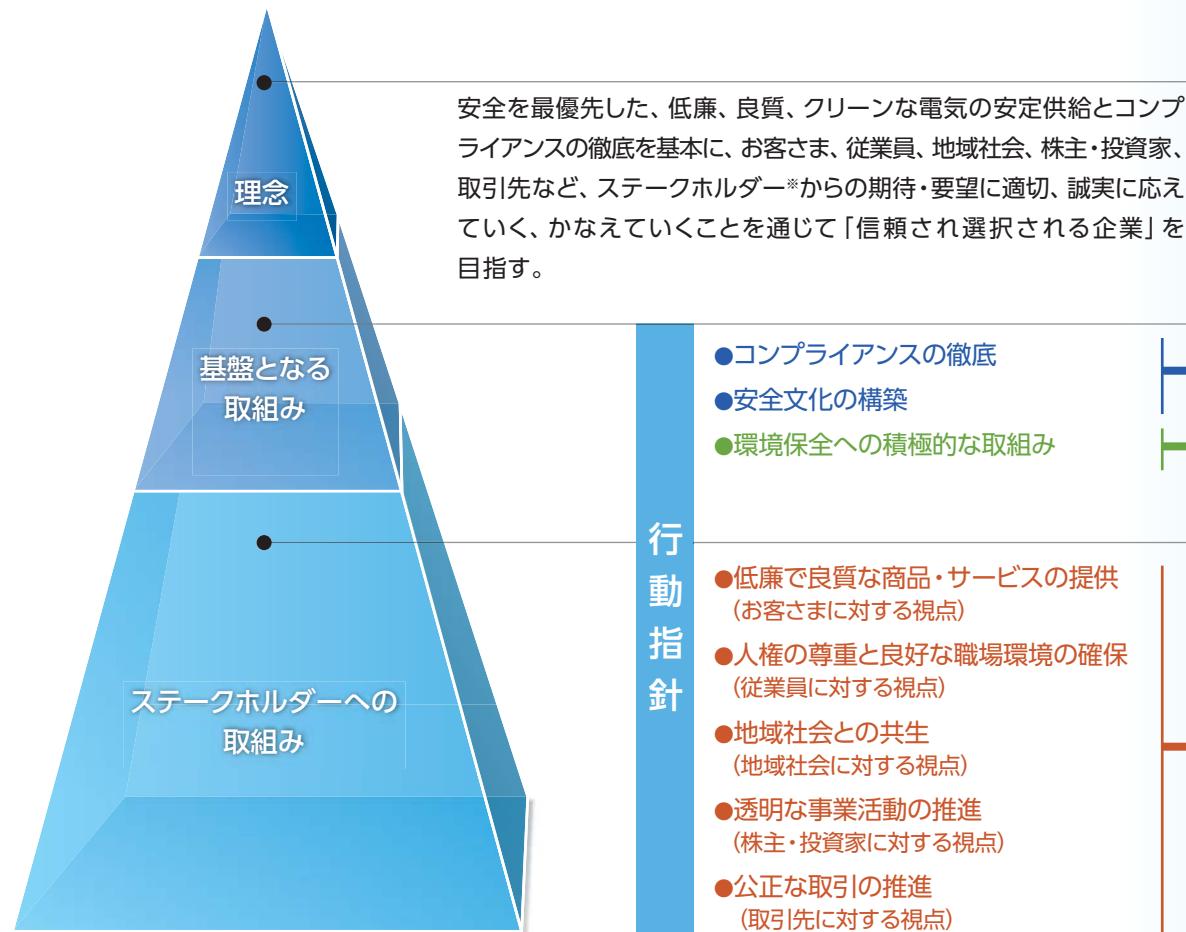 理念
安全を最優先した、低廉、良質、クリーンな電気の安定供給とコンプ
ライアンスの徹底を基本に、お客さま、従業員、地域社会、株主・投資家、
取引先など、ステークホルダー※からの期待・要望に適切、誠実に応え
ていく、かなえていくことを通じて「信頼され選択される企業」を
目指す。
基盤となる
取組み
行動指針
●コンプライアンスの徹底
●安全文化の構築
●環境保全への積極的な取組み
ステークホルダーへの
取組み
●低廉で良質な商品・サービスの提供
(お客さまに対する視点)
●人権の尊重と良好な職場環境の確保
(従業員に対する視点)
●地域社会との共生
(地域社会に対する視点)
●透明な事業活動の推進
(株主・投資家に対する視点)
●公正な取引の推進
(取引先に対する視点)